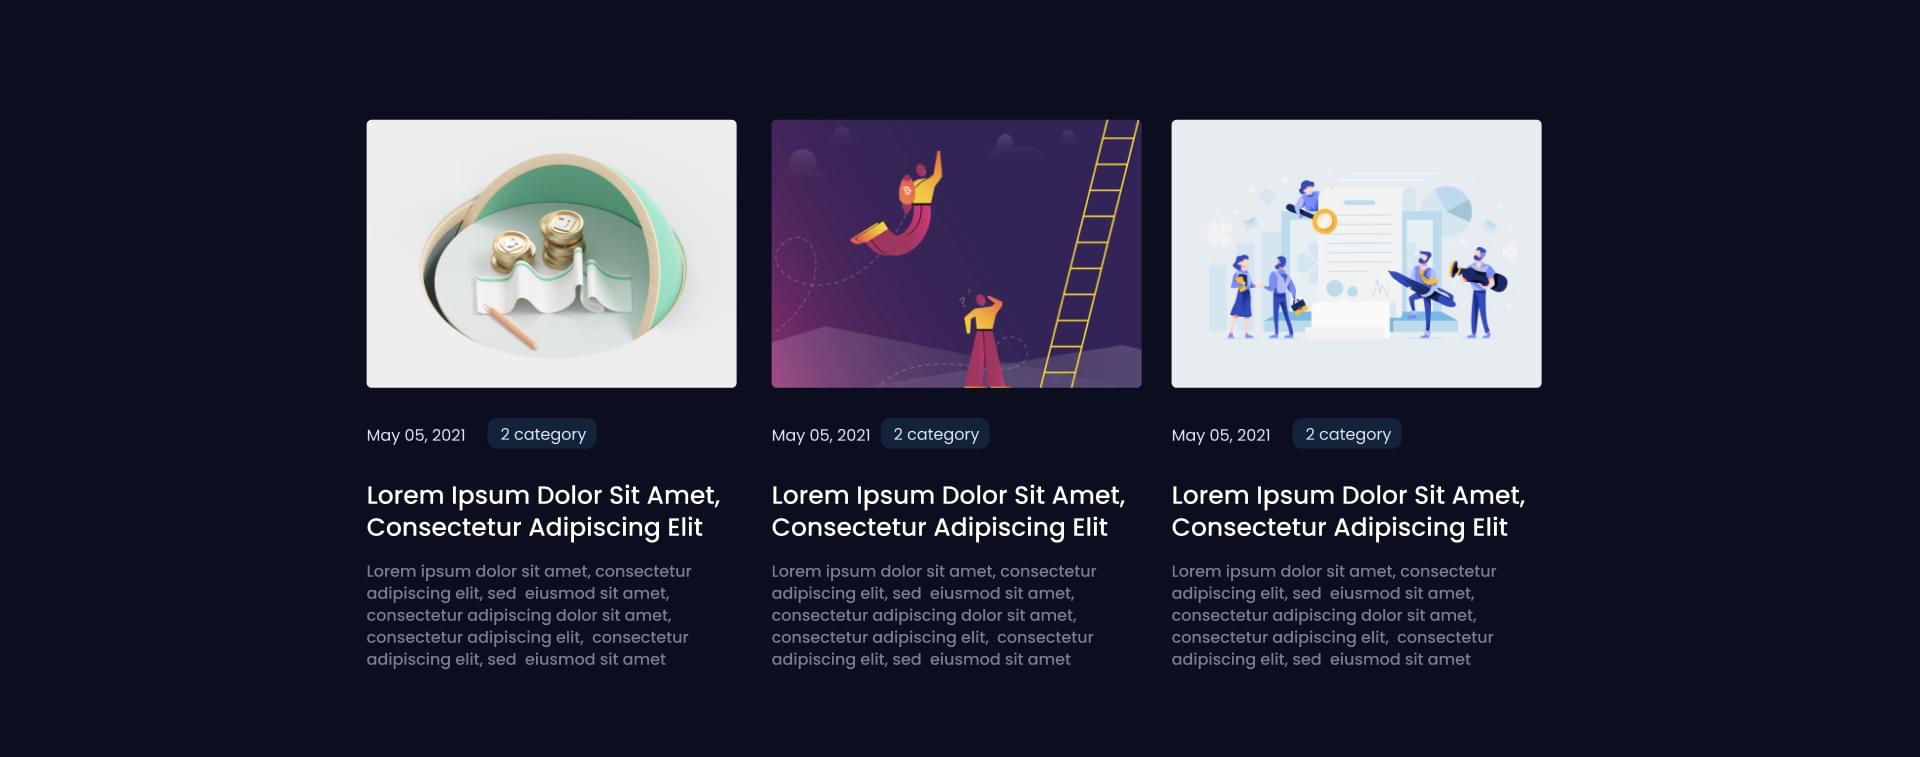 May 05, 2021
2 category
Lorem Ipsum Dolor Sit Amet,
Consectetur Adipiscing Elit
Lorem ipsum dolor sit amet, consectetur
adipiscing elit, sed  eiusmod sit amet,
consectetur adipiscing dolor sit amet,
consectetur adipiscing elit,  consectetur
adipiscing elit, sed  eiusmod sit amet
May 05, 2021
2 category
Lorem Ipsum Dolor Sit Amet,
Consectetur Adipiscing Elit
Lorem ipsum dolor sit amet, consectetur
adipiscing elit, sed  eiusmod sit amet,
consectetur adipiscing dolor sit amet,
consectetur adipiscing elit,  consectetur
adipiscing elit, sed  eiusmod sit amet
May 05, 2021
2 category
Lorem Ipsum Dolor Sit Amet,
Consectetur Adipiscing Elit
Lorem ipsum dolor sit amet, consectetur
adipiscing elit, sed  eiusmod sit amet,
consectetur adipiscing dolor sit amet,
consectetur adipiscing elit,  consectetur
adipiscing elit, sed  eiusmod sit amet